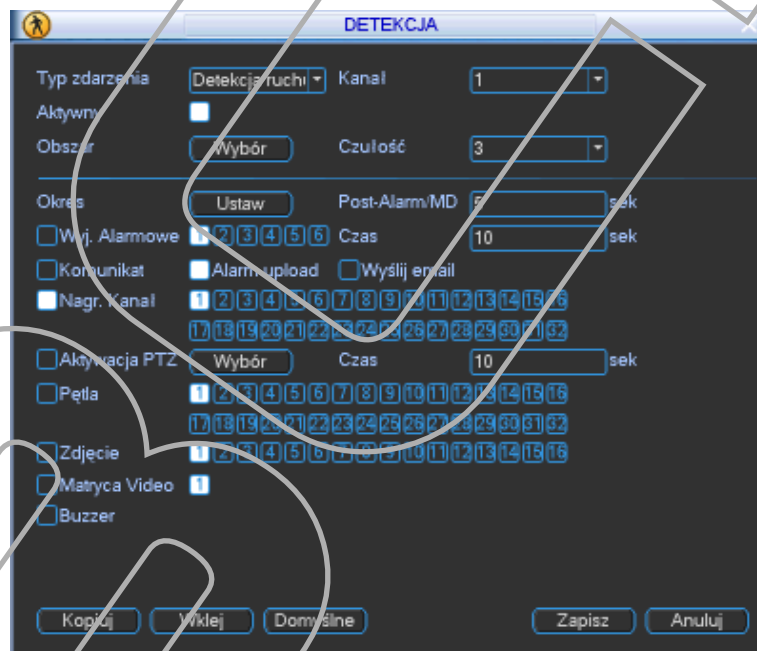 DETEKCJA
Typ zdarzenia Detekcja ruchu Kanał 1
Aktywny
Obszar Wybór Czułość 3
Okres Ustaw Post-Alarm/MD 5 sek
Wyj. Alarmowe 1 2 3 4 5 6 Czas 10 sek
Komunikat Alarm upload Wyślij email
Nagr. Kanał 1 2 3 4 5 6 7 8 9 10 11 12 13 14 15 16
17 18 19 20 21 22 23 24 25 26 27 28 29 30 31 32
Aktywacja PTZ Wybór Czas 10 sek
Pętla 1 2 3 4 5 6 7 8 9 10 11 12 13 14 15 16
17 18 19 20 21 22 23 24 25 26 27 28 29 30 31 32
Zdjęcie 1 2 3 4 5 6 7 8 9 10 11 12 13 14 15 16
Matryca Video 1
Buzzer
Kopiuj Wklej Domyślne Zapisz Anuluj